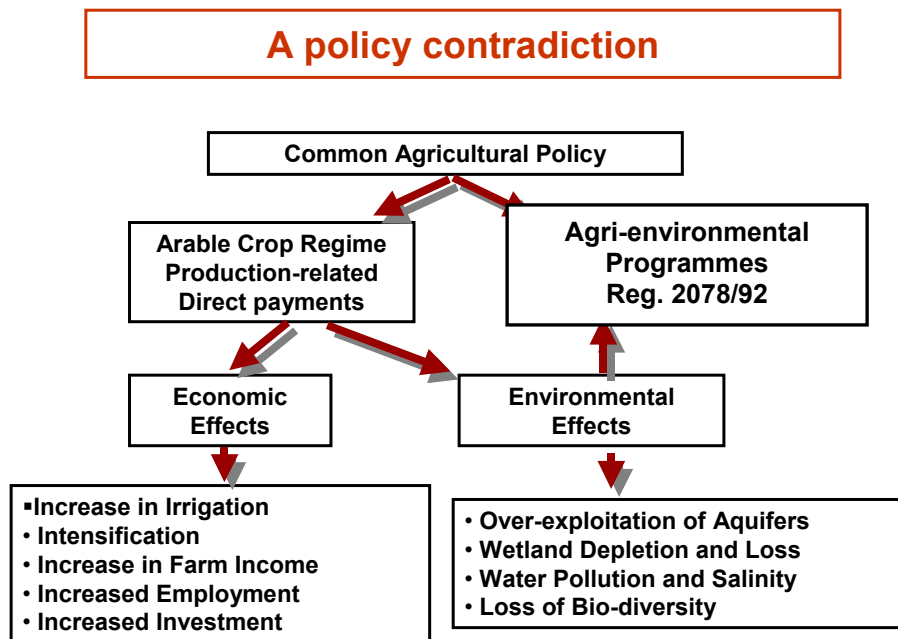 A policy contradiction
Common Agricultural Policy
Arable Crop Regime
Production-related
Direct payments
Agri-environmental
Programmes
Reg. 2078/92
Economic
Effects
Environmental
Effects
▪Increase in Irrigation
• Intensification
• Increase in Farm Income
• Increased Employment
• Increased Investment
• Over-exploitation of Aquifers
• Wetland Depletion and Loss
• Water Pollution and Salinity
• Loss of Bio-diversity